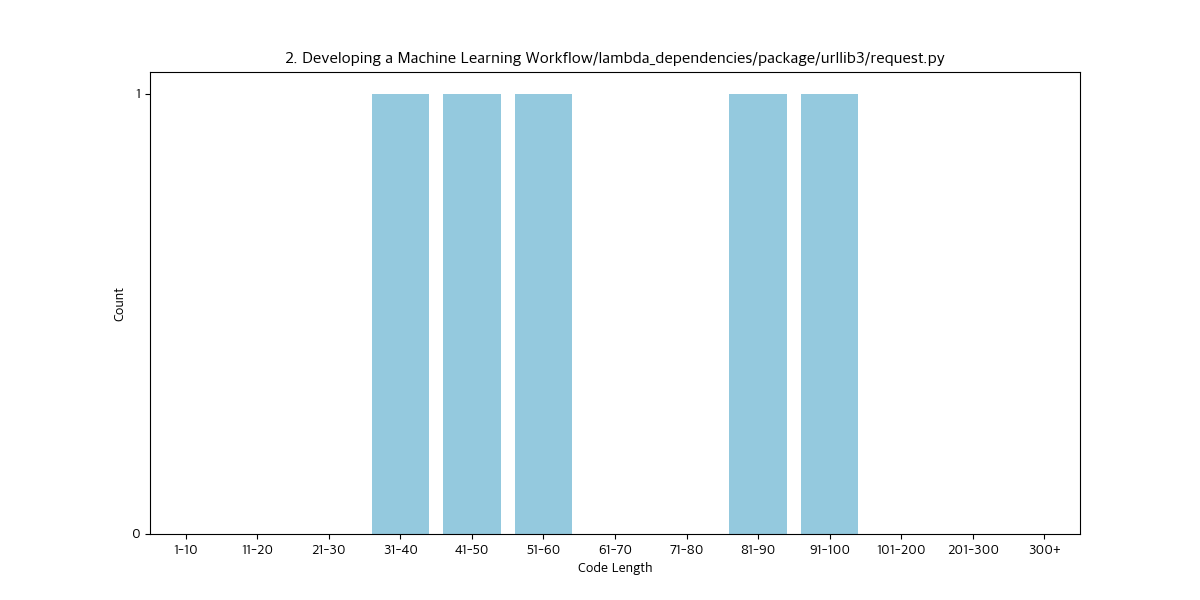 2. Developing a Machine Learning Workflow/lambda_dependencies/package/urllib3/request.py
1
Count
0
1-10 11-20 21-30 31-40 41-50 51-60 61-70 71-80 81-90 91-100 101-200 201-300 300+
Code Length